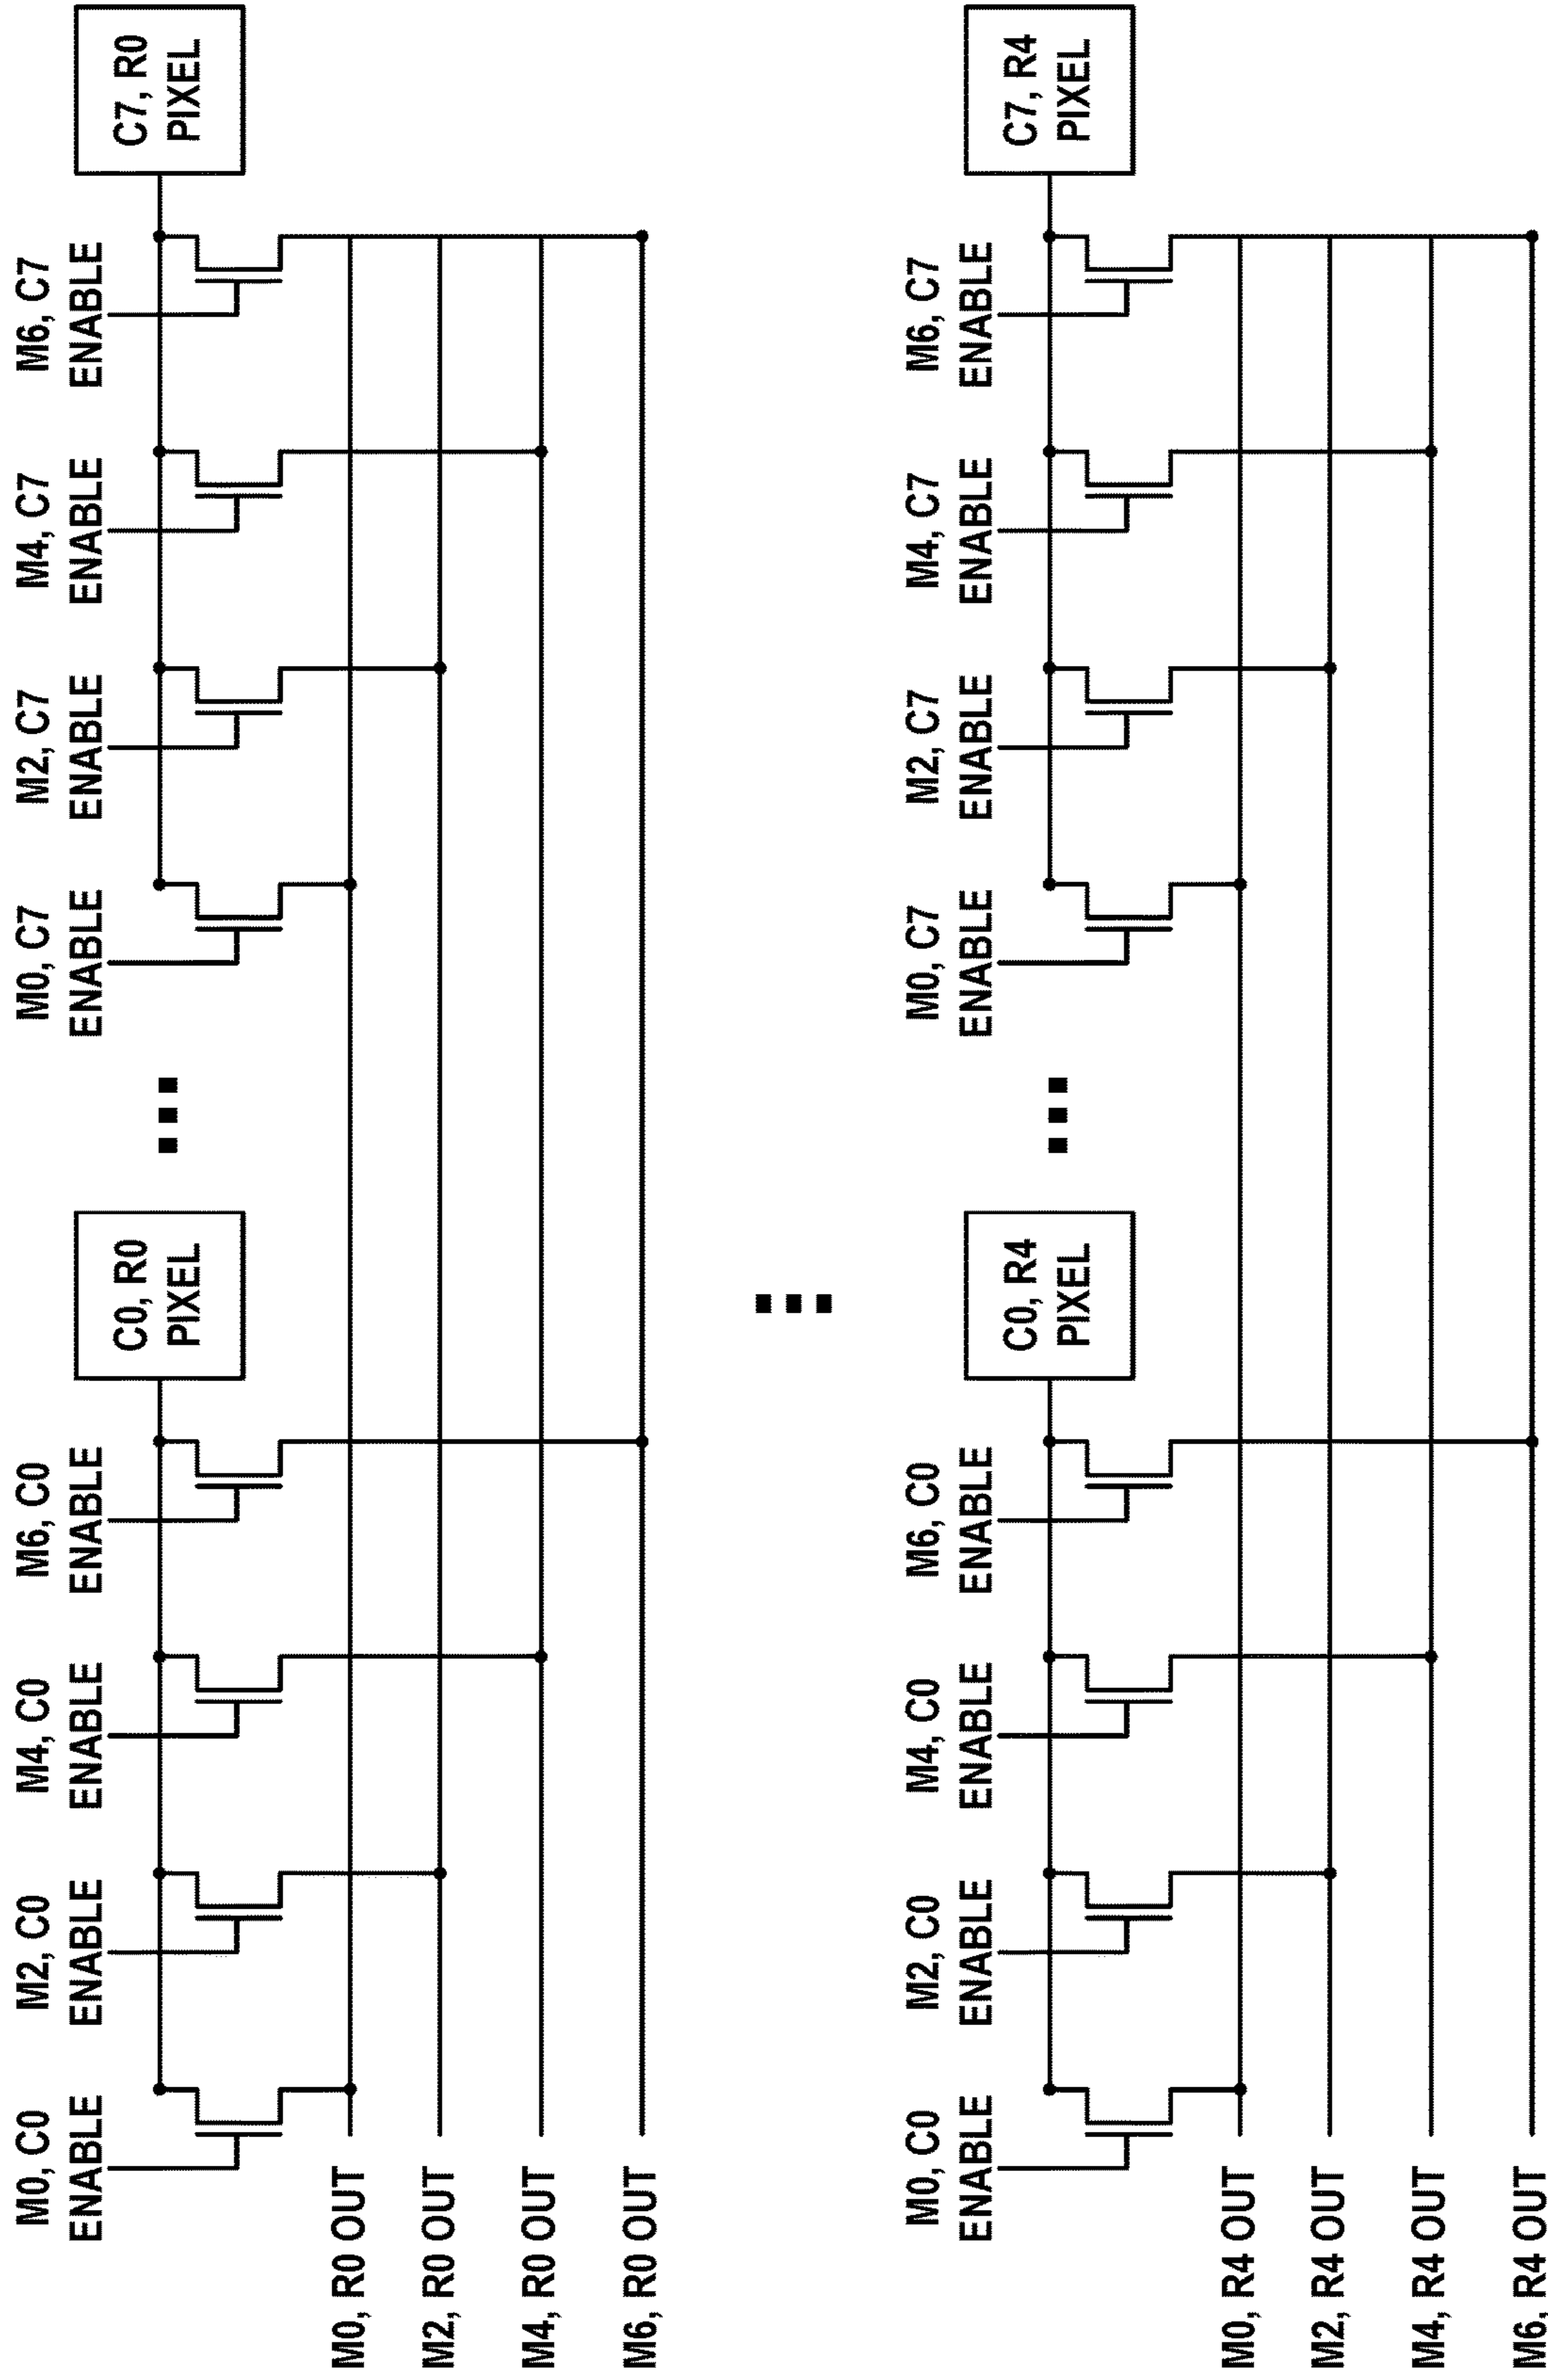 M0, C0
ENABLE
M2, C0
ENABLE
M4, C0
ENABLE
M6, C0
ENABLE
C0, R0
PIXEL
M0, C7
ENABLE
M2, C7
ENABLE
M4, C7
ENABLE
M6, C7
ENABLE
C7, R0
PIXEL
M0, R0 OUT
M2, R0 OUT
M4, R0 OUT
M6, R0 OUT
M0, C0
ENABLE
M2, C0
ENABLE
M4, C0
ENABLE
M6, C0
ENABLE
C0, R4
PIXEL
M0, C7
ENABLE
M2, C7
ENABLE
M4, C7
ENABLE
M6, C7
ENABLE
C7, R4
PIXEL
M0, R4 OUT
M2, R4 OUT
M4, R4 OUT
M6, R4 OUT